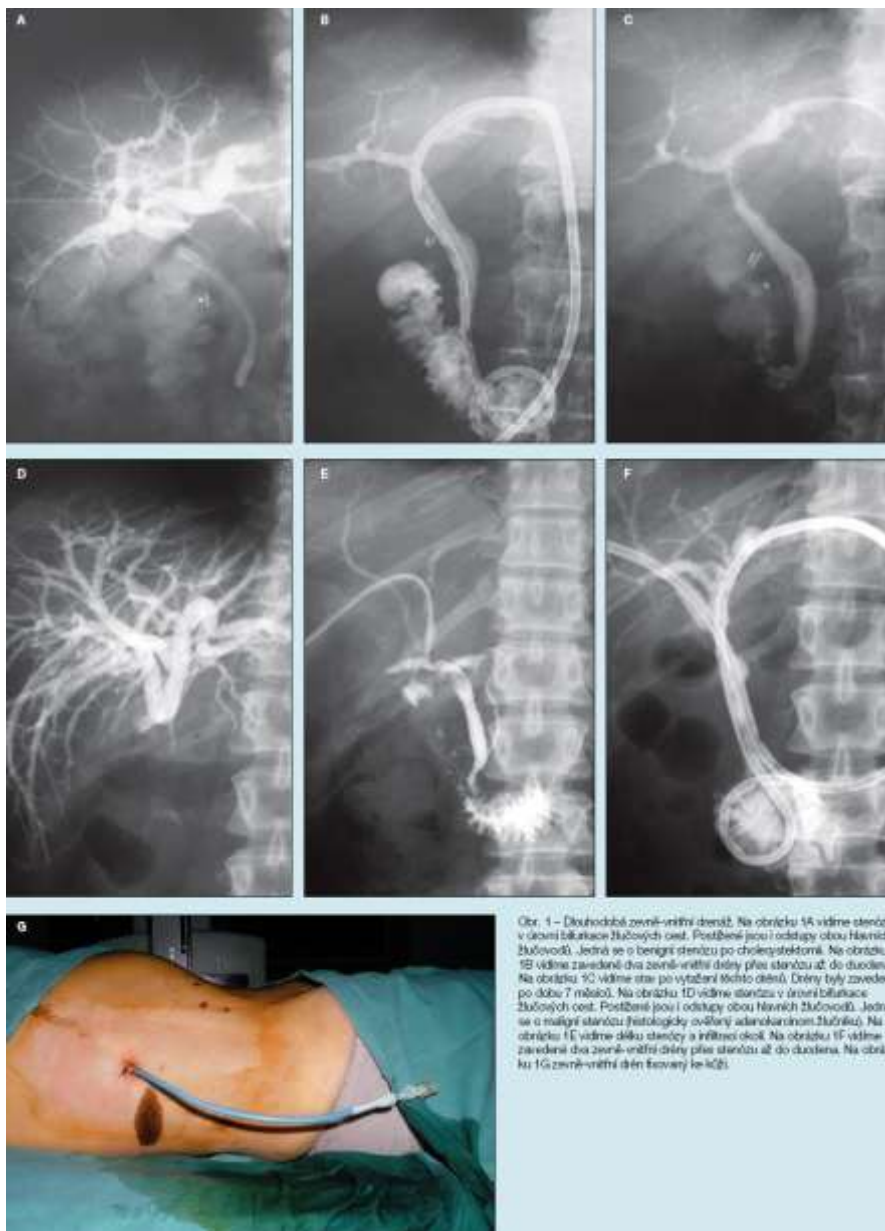 A
B
C
D
E
F
G
Obr. 1 – Dlouhodobá zevně-vnitřní drenáž. Na obrázku 1A vidíme stenózu
v úrovni bifurkace žlučových cest. Postižené jsou i odstupy obou hlavních
žlučovodů. Jedná se o benigní stenózu po cholecystektomii. Na obrázku
1B vidíme zavedené dva zevně-vnitřní drény přes stenózu až do duodena.
Na obrázku 1C vidíme stav po vytažení těchto drénů. Drény byly zavedeny
po dobu 7 měsíců. Na obrázku 1D vidíme stenózu v úrovni bifurkace
žlučových cest. Postižené jsou i odstupy obou hlavních žlučovodů. Jedná
se o maligní stenózu (histologicky ověřený adenokarcinom žlučníku). Na
obrázku 1E vidíme délku stenózy a infiltraci okolí. Na obrázku 1F vidíme
zavedené dva zevně-vnitřní drény přes stenózu až do duodena. Na obrá-
ku 1G zevně-vnitřní drén fixovaný ke kůži.